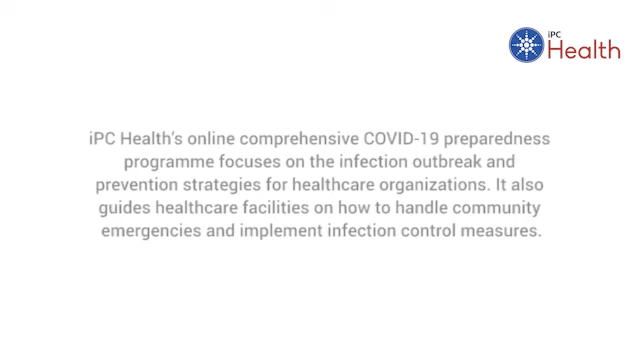 iPC
Health
iPC Health's online comprehensive COVID-19 preparedness
programme focuses on the infection outbreak and
prevention strategies for healthcare organizations. It also
guides healthcare facilities on how to handle community
emergencies and implement infection control measures.